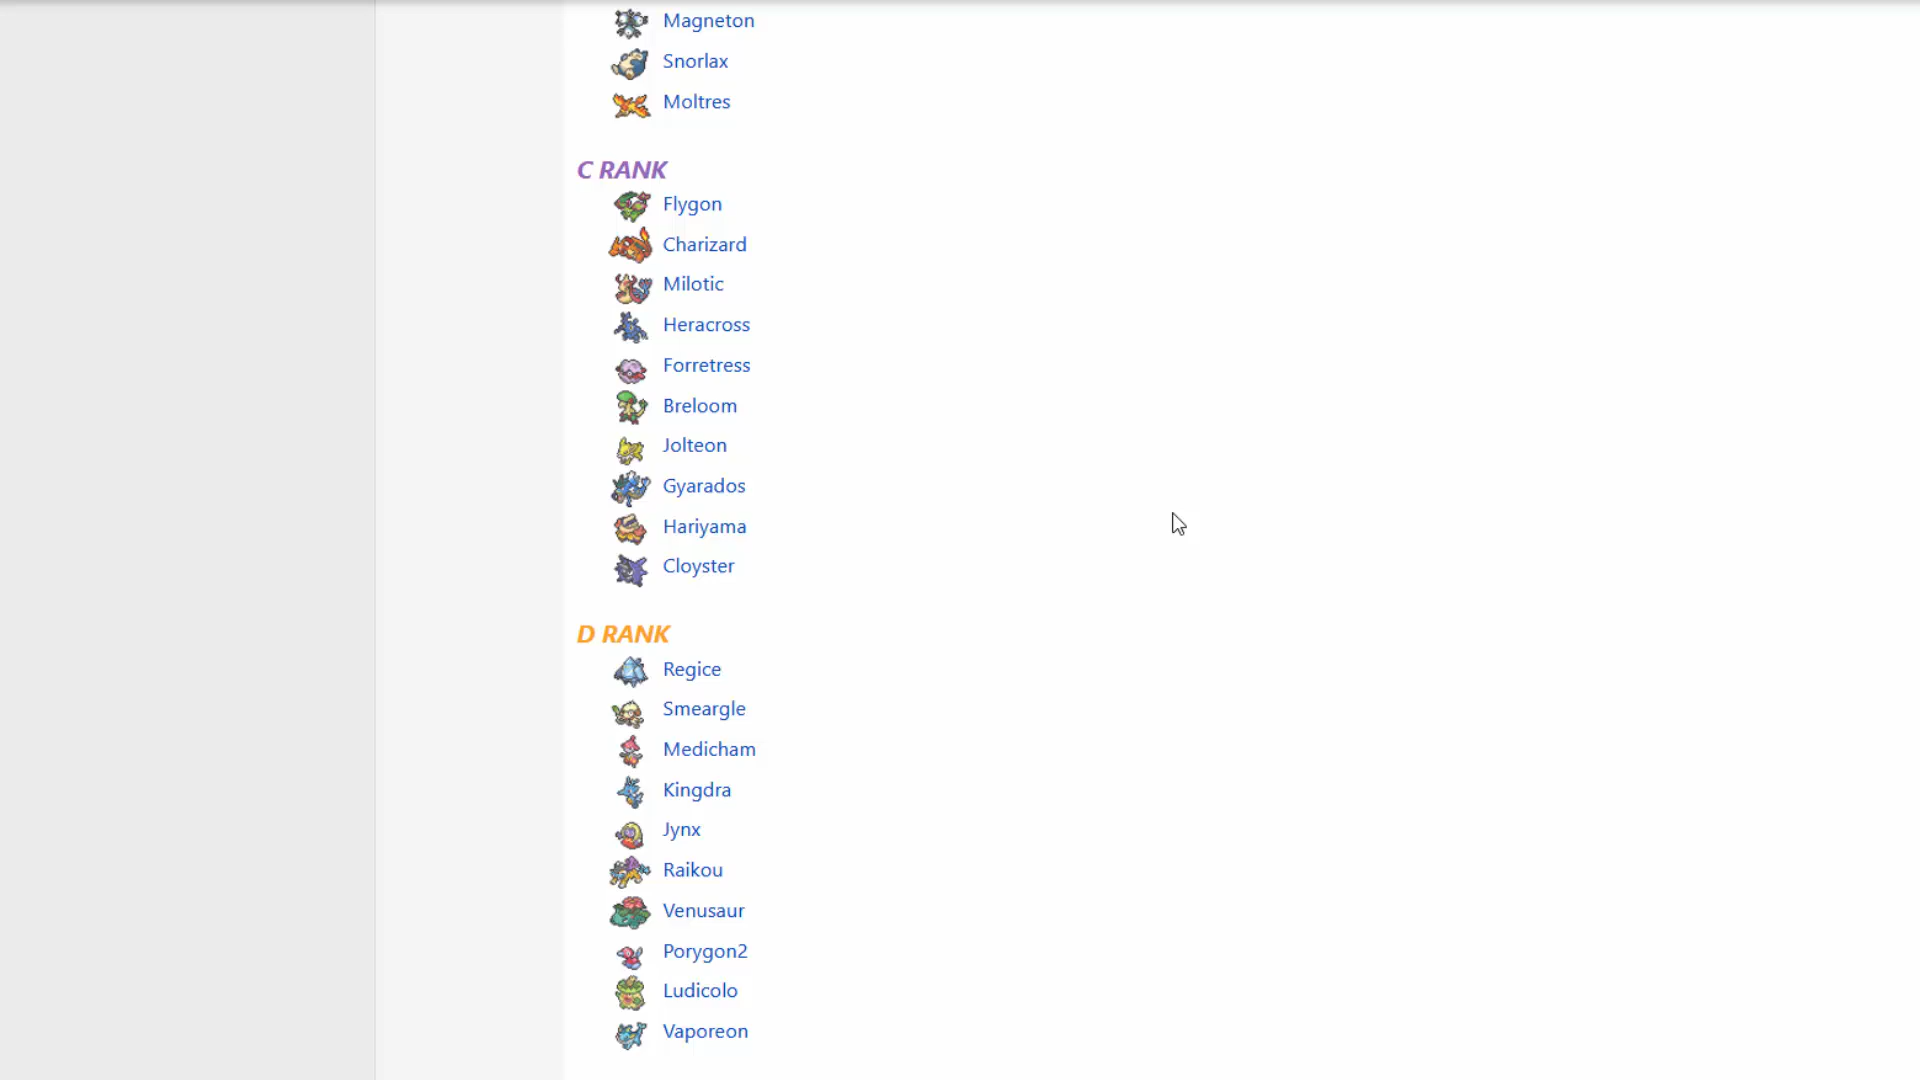 Magneton
Snorlax
Moltres
C RANK
Flygon
Charizard
Milotic
Heracross
Forretress
Breloom
Jolteon
Gyarados
Hariyama
Cloyster
D RANK
Regice
Smeargle
Medicham
Kingdra
Jynx
Raikou
Venusaur
Porygon2
Ludicolo
Vaporeon